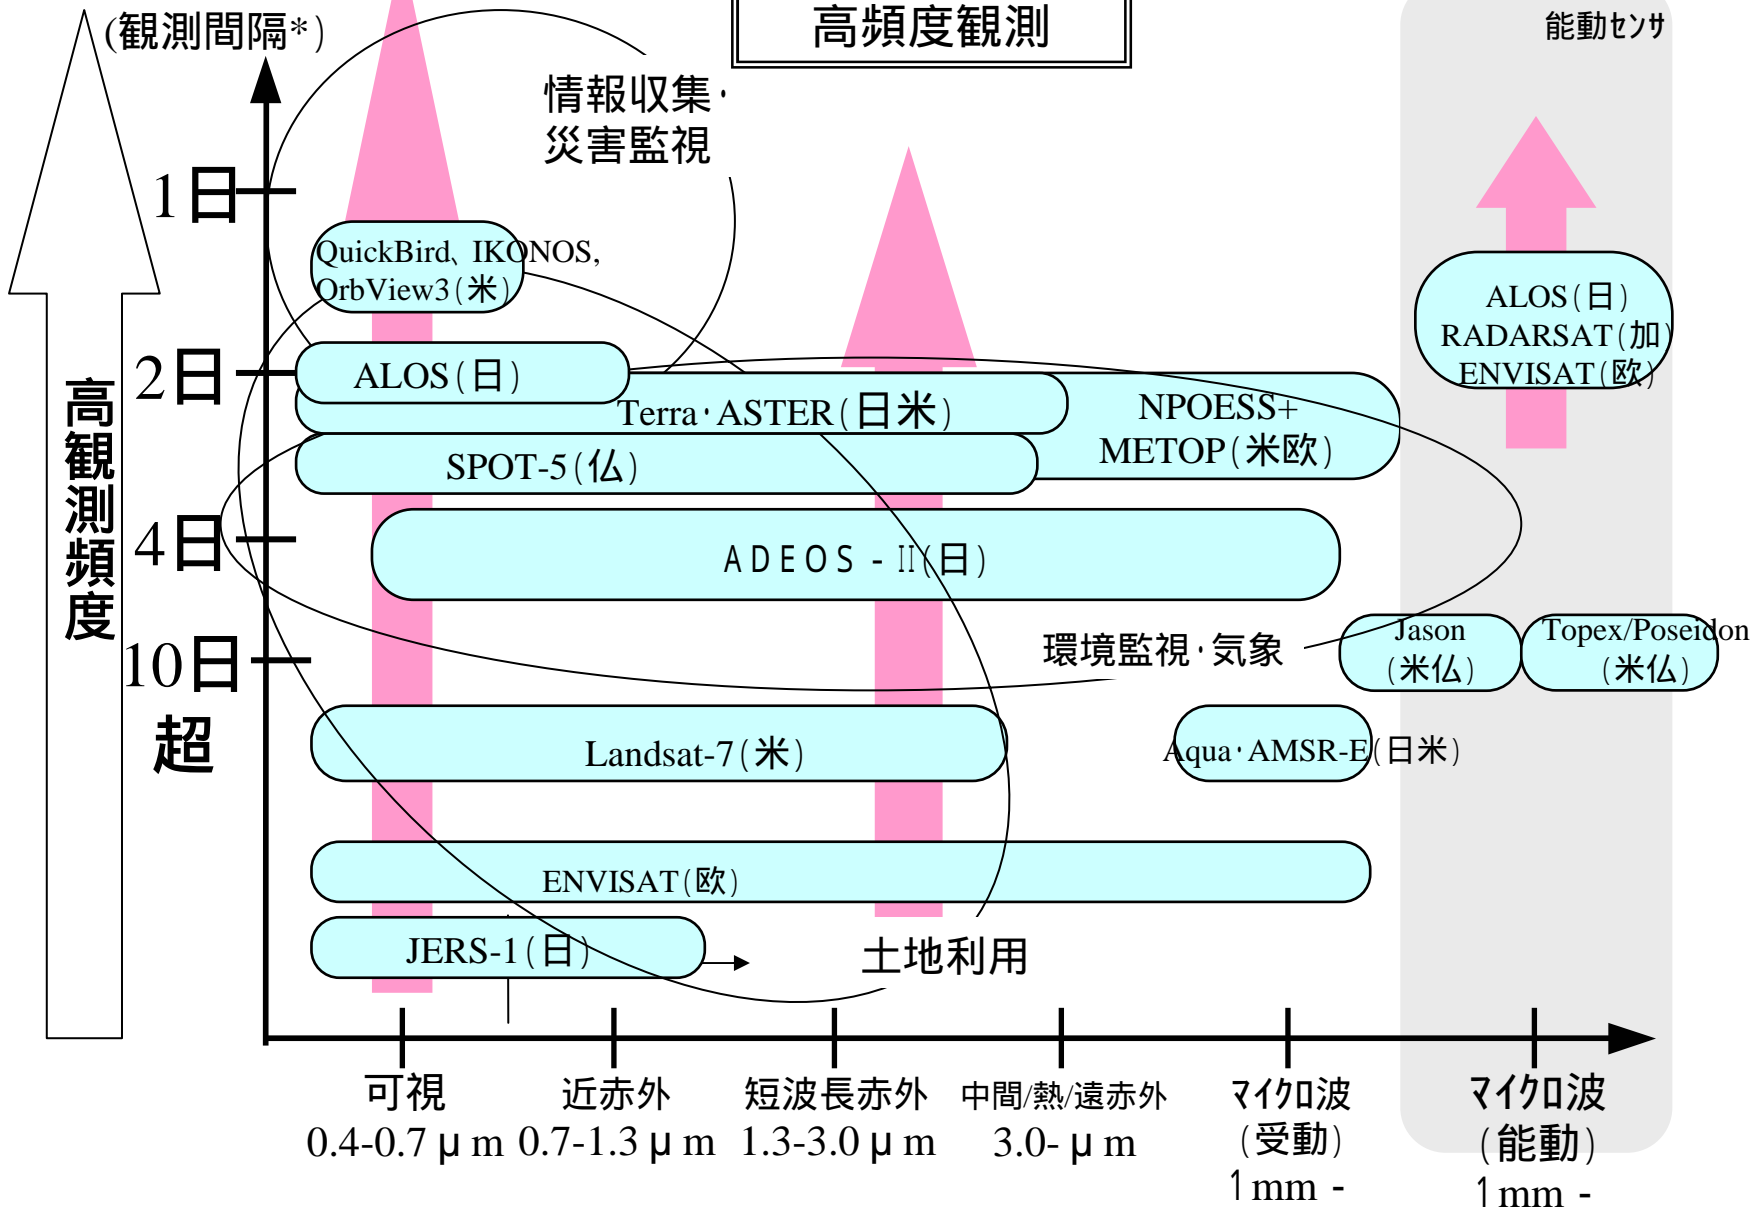 高頻度観測
能動センサ
(観測間隔*)
情報収集・
災害監視
1日
QuickBird、IKONOS,
OrbView3(米)
ALOS(日)
RADARSAT(加)
ENVISAT(欧)
2日
ALOS(日)
Terra・ASTER(日米)
NPOESS+
METOP(米欧)
SPOT-5(仏)
高観測頻度
4日
ADEOS-II(日)
環境監視・気象
Jason
(米仏)
Topex/Poseidon
(米仏)
10日
超
Landsat-7(米)
Aqua・AMSR-E(日米)
ENVISAT(欧)
JERS-1(日)
土地利用
可視
0.4-0.7μm
近赤外
0.7-1.3μm
短波長赤外
1.3-3.0μm
中間/熱/遠赤外
3.0-μm
マイクロ波
(受動)
1mm-
マイクロ波
(能動)
1mm-